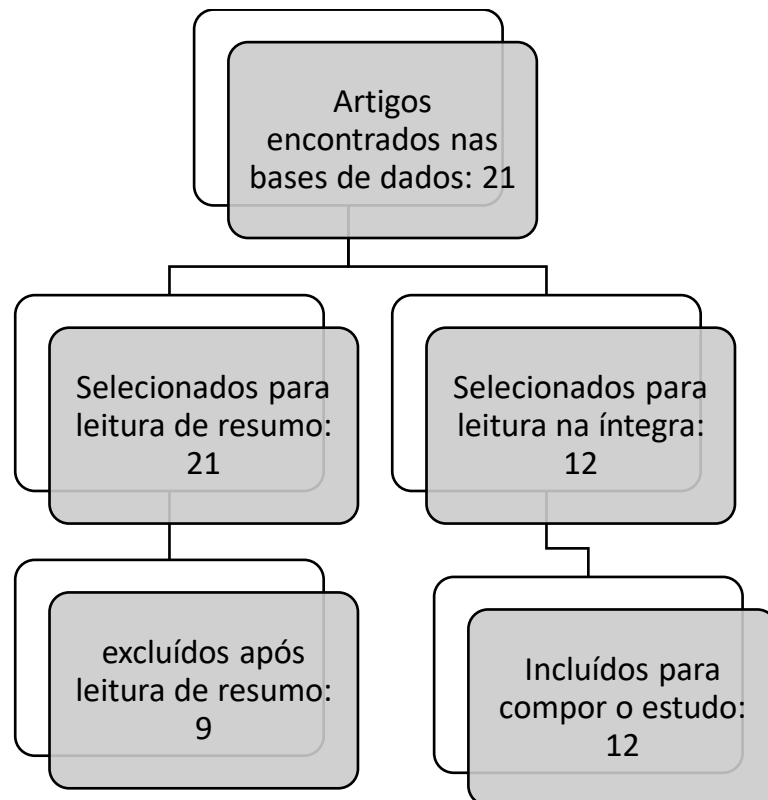 Artigos
encontrados nas
bases de dados: 21
Selecionados para
leitura de resumo:
21
Selecionados para
leitura na íntegra:
12
excluídos após
leitura de resumo:
9
Incluídos para
compor o estudo:
12